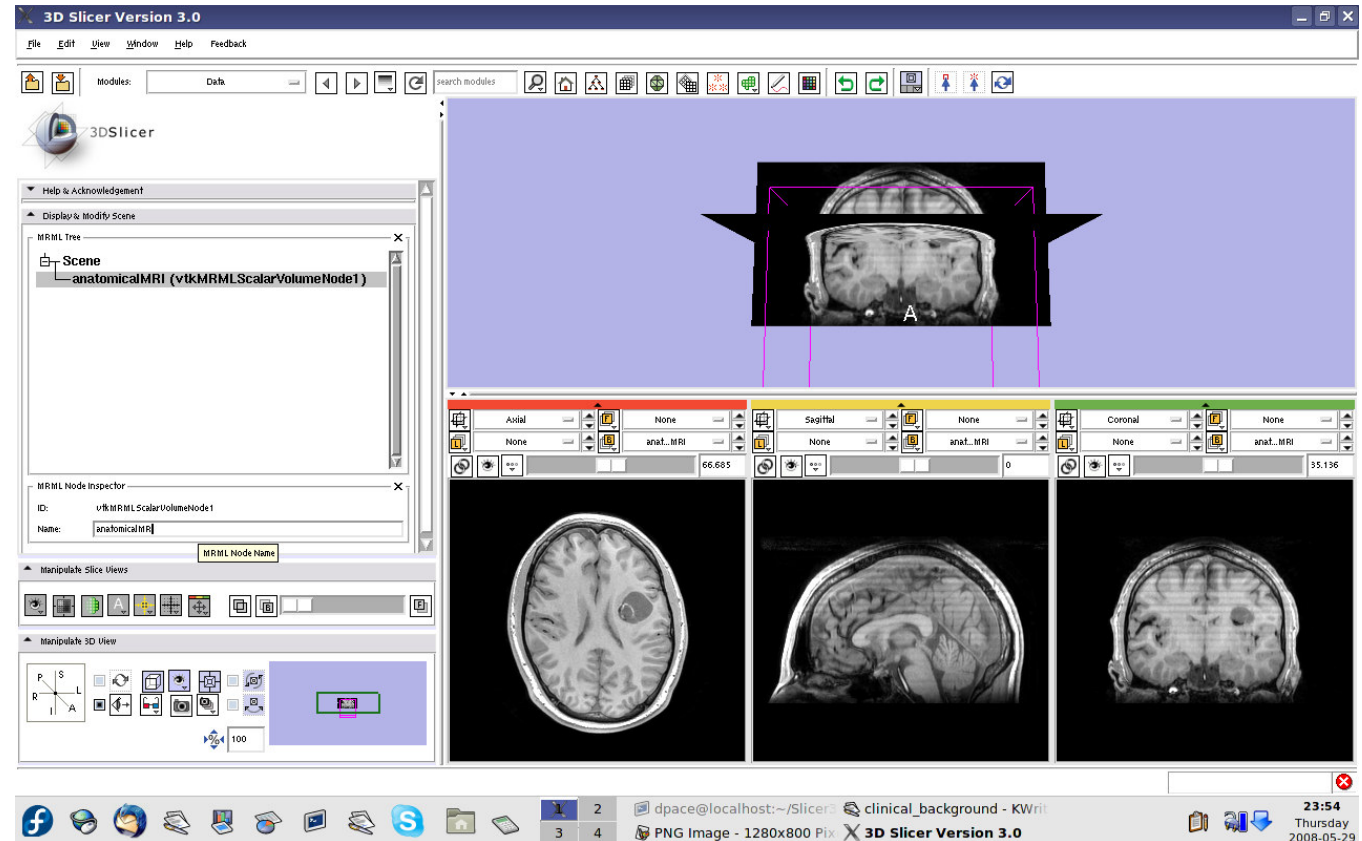 3D Slicer Version 3.0
File Edit View Window Help Feedback
Modules: Data search modules
3DSlicer
Help & Acknowledgement
Display & Modify Scene
MRML Tree
Scene
anatomicalMRI (vtkMRMLScalarVolumeNode1)
MRML Node Inspector
ID: vtkMRMLScalarVolumeNode1
Name: anatomicalMRI
MRML Node Name
Manipulate Slice Views
A B F
Manipulate 3D View
P S
R L
I A
100
A
Axial F None
L None B anat...MRI
66.685
Sagittal F None
L None B anat...MRI
0
Coronal F None
L None B anat...MRI
35.136
1 2
3 4
dpace@localhost:~/Slicer3
PNG Image - 1280x800 Pix
clinical_background - KWrit
3D Slicer Version 3.0
23:54
Thursday
2008-05-29